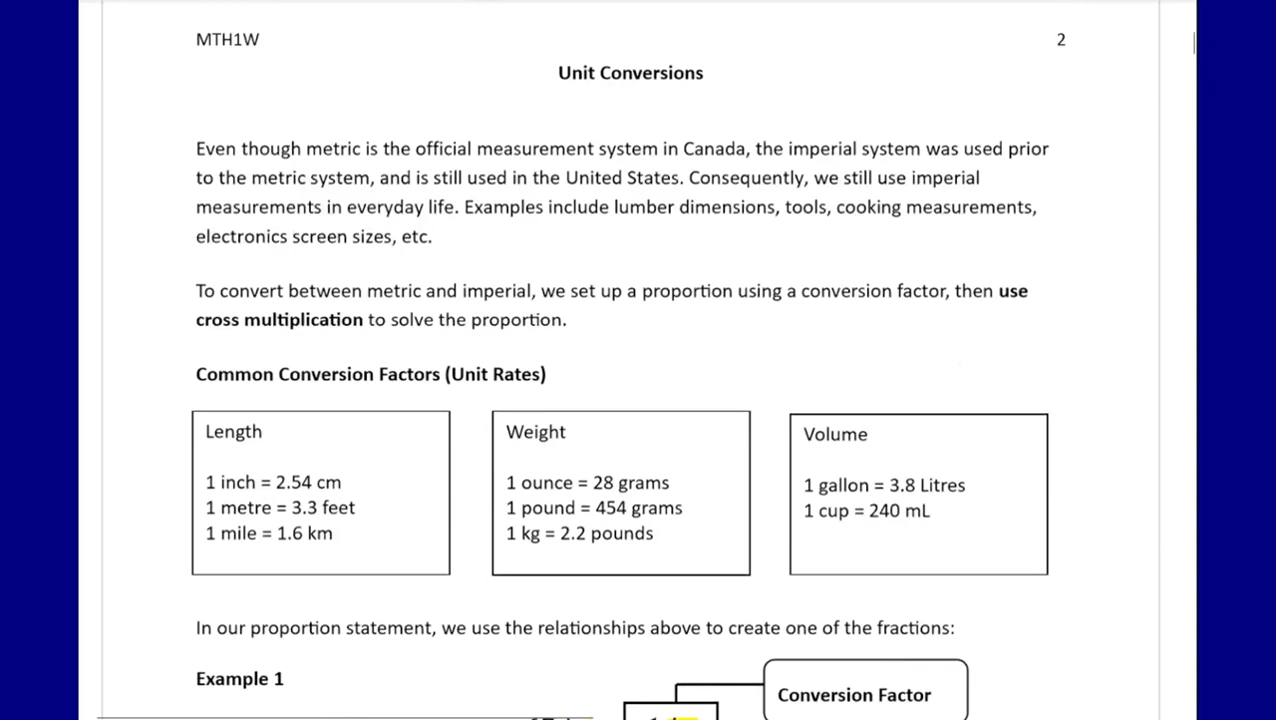 MTH1W
2
Unit Conversions
Even though metric is the official measurement system in Canada, the imperial system was used prior
to the metric system, and is still used in the United States. Consequently, we still use imperial
measurements in everyday life. Examples include lumber dimensions, tools, cooking measurements,
electronics screen sizes, etc.
To convert between metric and imperial, we set up a proportion using a conversion factor, then use
cross multiplication to solve the proportion.
Common Conversion Factors (Unit Rates)
Length
1 inch = 2.54 cm
1 metre = 3.3 feet
1 mile = 1.6 km
Weight
1 ounce = 28 grams
1 pound = 454 grams
1 kg = 2.2 pounds
Volume
1 gallon = 3.8 Litres
1 cup = 240 mL
In our proportion statement, we use the relationships above to create one of the fractions:
Example 1
Conversion Factor